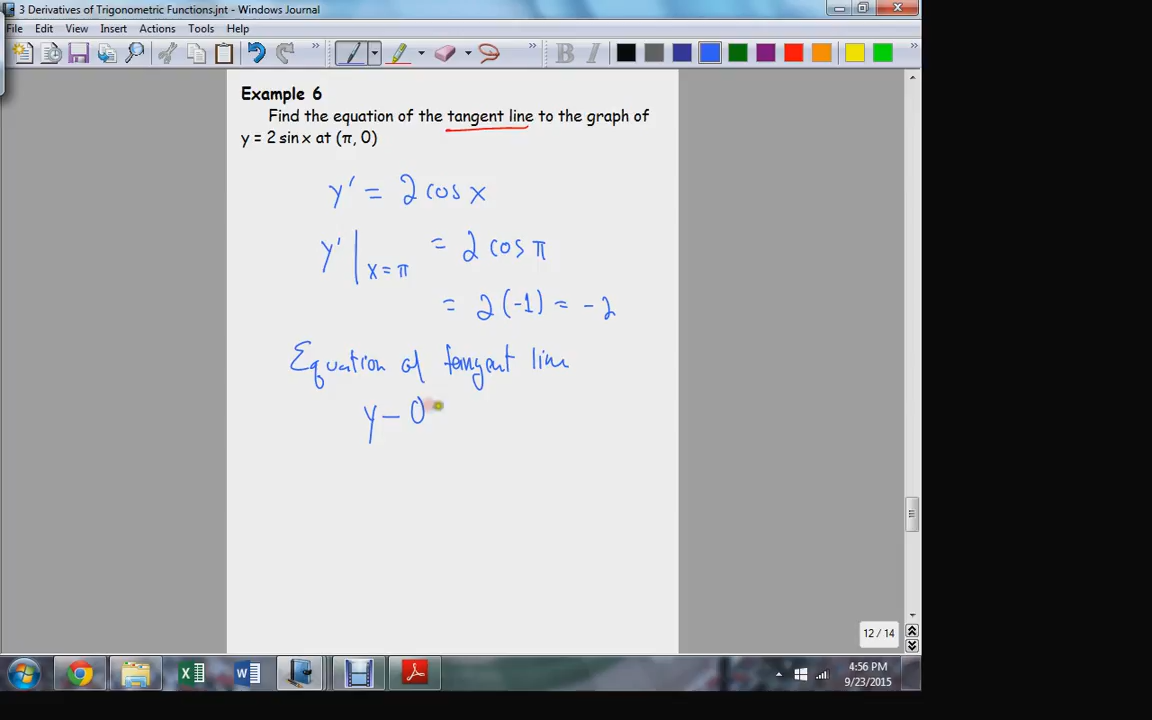 3 Derivatives of Trigonometric Functions.jnt - Windows Journal
File Edit View Insert Actions Tools Help
» » B I »
Example 6
Find the equation of the tangent line to the graph of
y = 2 sin x at (π, 0)
y' = 2 cos x
y' | x = π = 2 cos π
= 2 (-1) = - 2
Equation of tangent line
y - 0
12 / 14
4:56 PM
9/23/2015